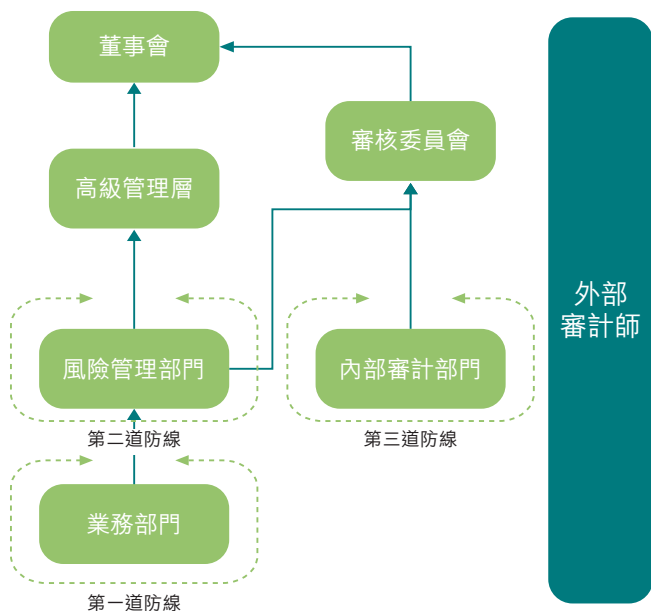 董事會
審核委員會
高級管理層
外部
審計師
風險管理部門
內部審計部門
第二道防線
第三道防線
業務部門
第一道防線